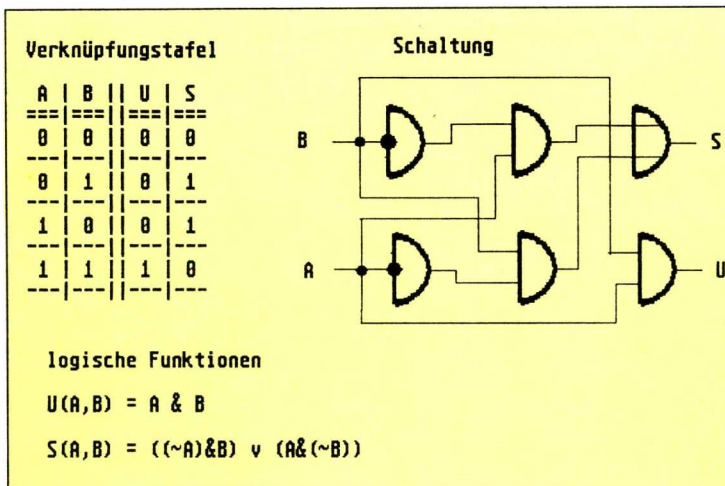 Verknüpfungstafel
A | B || U | S
===|===||===|===
0 | 0 || 0 | 0
---|---||---|---
0 | 1 || 0 | 1
---|---||---|---
1 | 0 || 0 | 1
---|---||---|---
1 | 1 || 1 | 0
---|---||---|---
Schaltung
B
S
A
U
logische Funktionen
U(A,B) = A & B
S(A,B) = ((~A)&B) v (A&(~B))